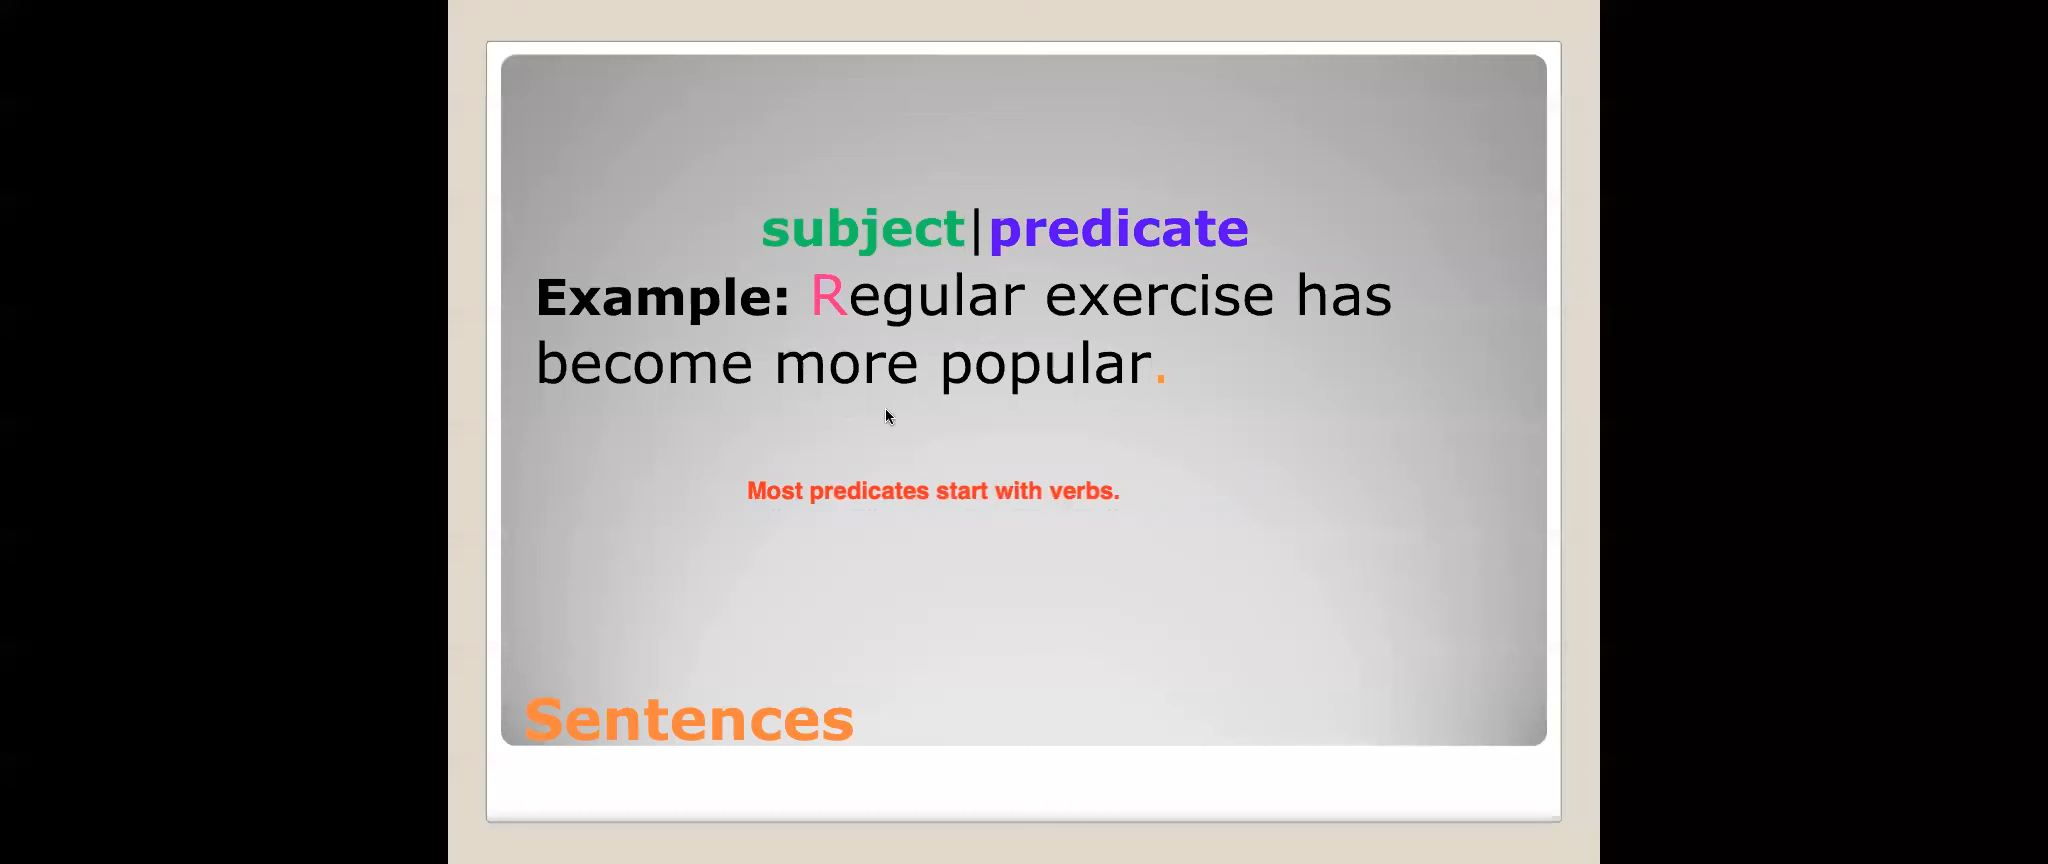 subject|predicate
Example: Regular exercise has
become more popular.
Most predicates start with verbs.
Sentences